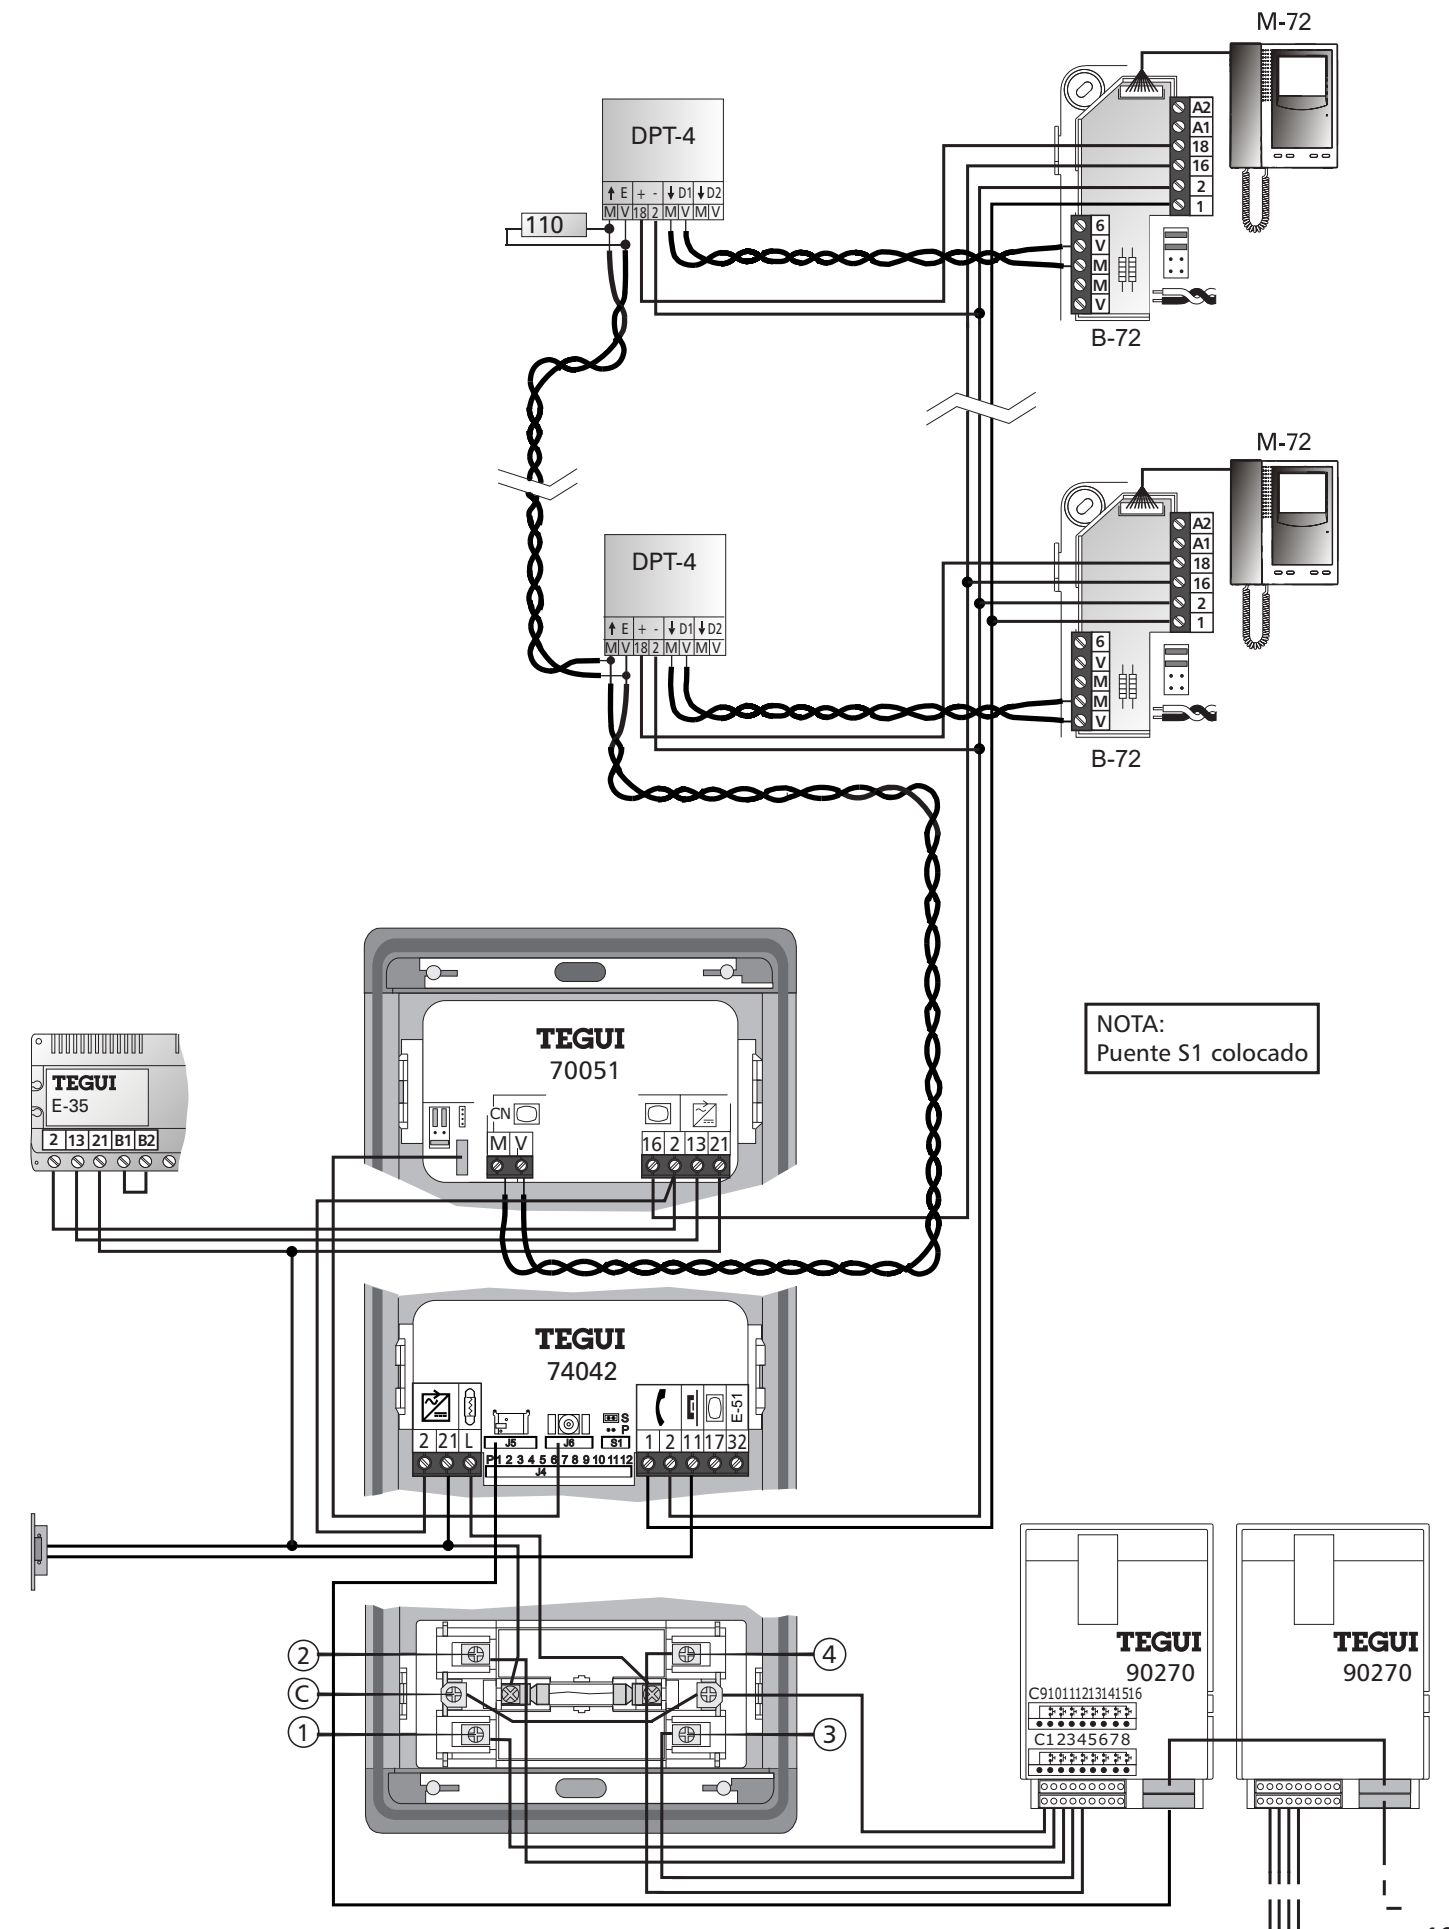 M-72
DPT-4
E + - D1 D2
M V 18 2 M V M V
110
A2
A1
18
16
2
1
6
V
M
M
V
B-72
M-72
DPT-4
E + - D1 D2
M V 18 2 M V M V
A2
A1
18
16
2
1
6
V
M
M
V
B-72
TEGUI
70051
CN
M V
16 2 13 21
NOTA:
Puente S1 colocado
TEGUI
E-35
2 13 21 B1 B2
TEGUI
74042
2 21 L
J5
J6
S
P
S1
P1 2 3 4 5 6 7 8 9 10 11 12
J4
E-51
1 2 11 17 32
2
C
1
4
3
TEGUI
90270
C910111213141516
C12345678
TEGUI
90270